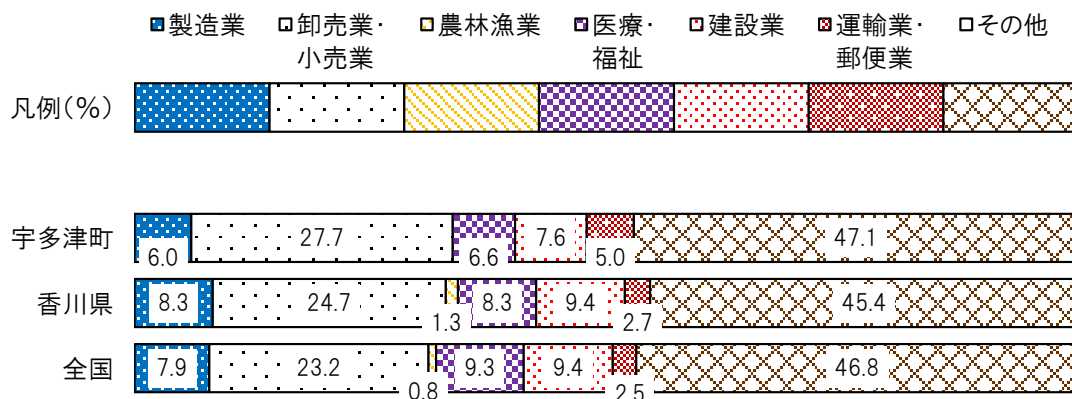 製造業 卸売業・ 農林漁業 医療・ 建設業 運輸業・ その他
小売業 福祉 郵便業
凡例(%)
宇多津町 6.0 27.7 6.6 7.6 5.0 47.1
香川県 8.3 24.7 1.3 8.3 9.4 2.7 45.4
全国 7.9 23.2 0.8 9.3 9.4 2.5 46.8